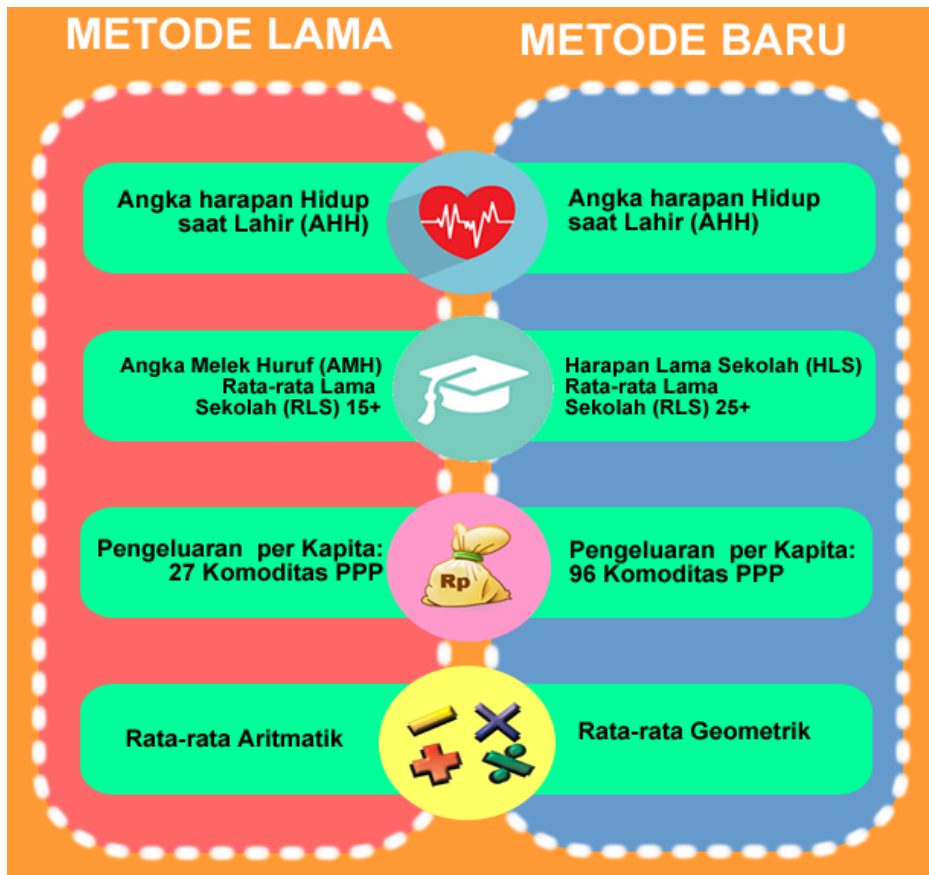 METODE LAMA
METODE BARU
Angka harapan Hidup
saat Lahir (AHH)
Angka harapan Hidup
saat Lahir (AHH)
Angka Melek Huruf (AMH)
Rata-rata Lama
Sekolah (RLS) 15+
Harapan Lama Sekolah (HLS)
Rata-rata Lama
Sekolah (RLS) 25+
Pengeluaran per Kapita:
27 Komoditas PPP
Rp
Pengeluaran per Kapita:
96 Komoditas PPP
Rata-rata Aritmatik
Rata-rata Geometrik